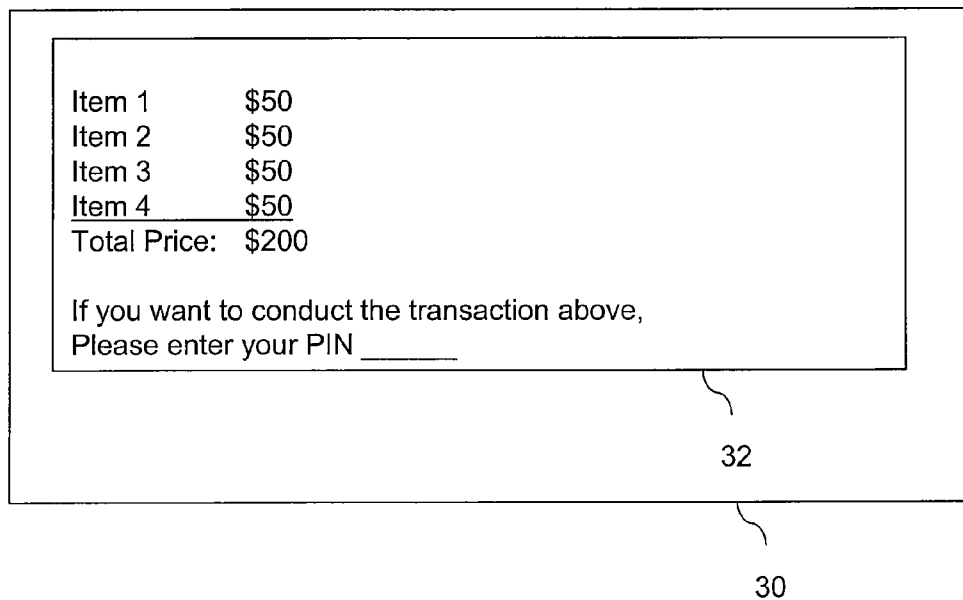 Item 1 $50
Item 2 $50
Item 3 $50
Item 4 $50
Total Price: $200
If you want to conduct the transaction above,
Please enter your PIN ______
32
30